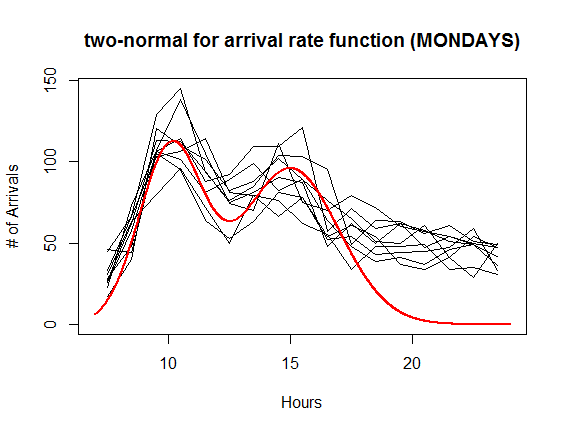 two-normal for arrival rate function (MONDAYS)
# of Arrivals
150
100
50
0
10 15 20
Hours